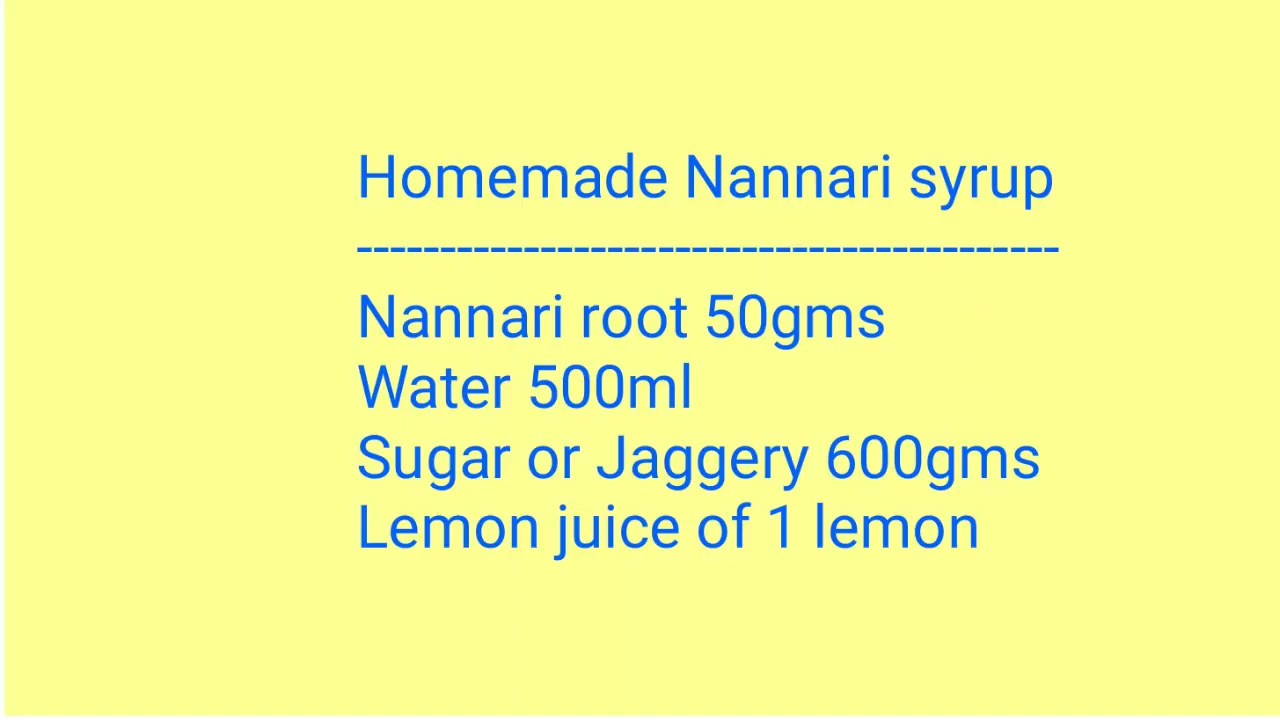 Homemade Nannari syrup
------------------------------------------
Nannari root 50gms
Water 500ml
Sugar or Jaggery 600gms
Lemon juice of 1 lemon